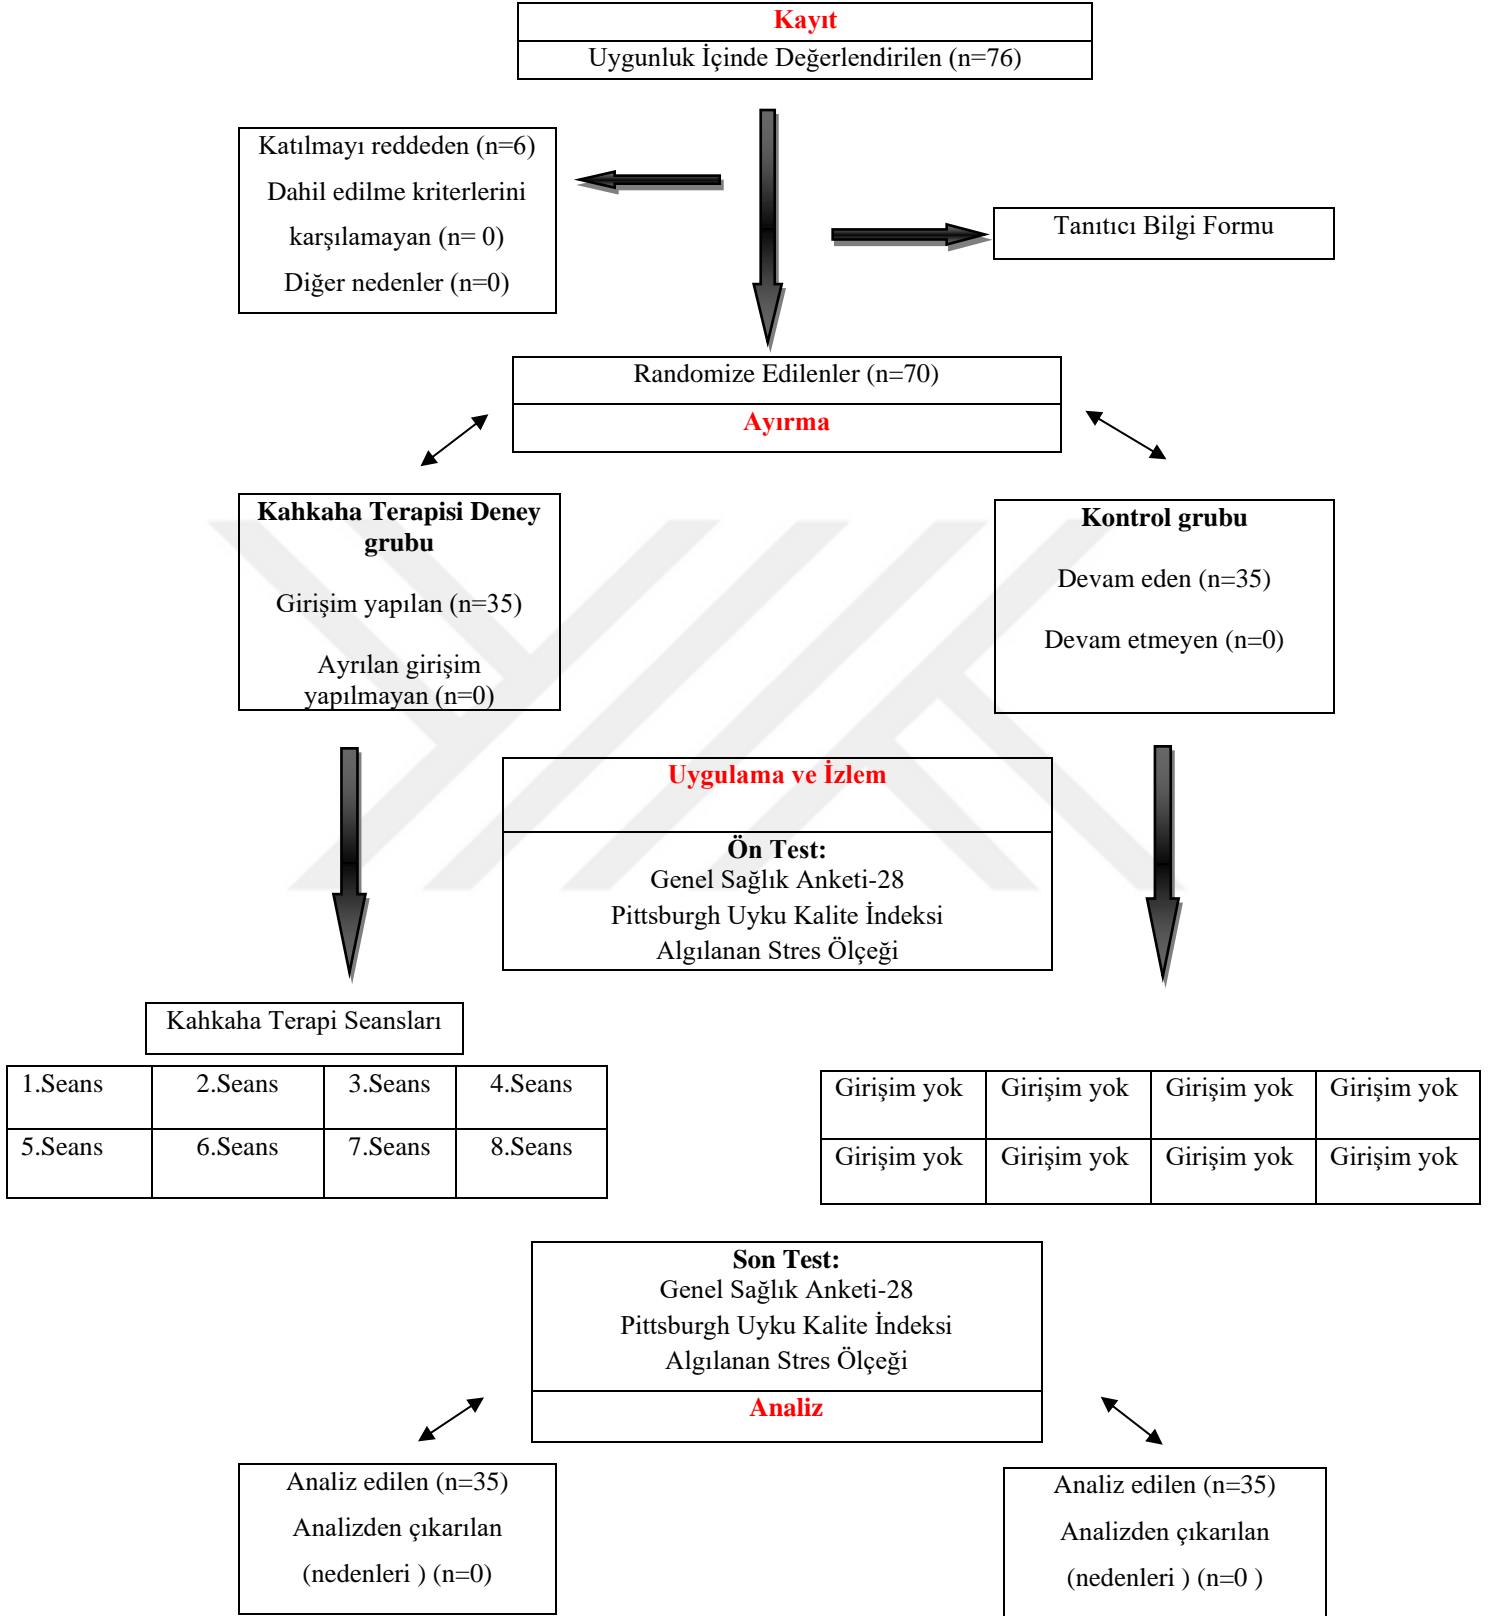 Kayıt
Uygunluk İçinde Değerlendirilen (n=76)
Katılmayı reddeden (n=6)
Dahil edilme kriterlerini
karşılamayan (n= 0)
Diğer nedenler (n=0)
Tanıtıcı Bilgi Formu
Randomize Edilenler (n=70)
Ayırma
Kahkaha Terapisi Deney
grubu
Girişim yapılan (n=35)
Ayrılan girişim
yapılmayan (n=0)
Kontrol grubu
Devam eden (n=35)
Devam etmeyen (n=0)
Uygulama ve İzlem
Ön Test:
Genel Sağlık Anketi-28
Pittsburgh Uyku Kalite İndeksi
Algılanan Stres Ölçeği
Kahkaha Terapi Seansları
1.Seans 2.Seans 3.Seans 4.Seans
5.Seans 6.Seans 7.Seans 8.Seans
Girişim yok Girişim yok Girişim yok Girişim yok
Girişim yok Girişim yok Girişim yok Girişim yok
Son Test:
Genel Sağlık Anketi-28
Pittsburgh Uyku Kalite İndeksi
Algılanan Stres Ölçeği
Analiz
Analiz edilen (n=35)
Analizden çıkarılan
(nedenleri ) (n=0)
Analiz edilen (n=35)
Analizden çıkarılan
(nedenleri ) (n=0 )